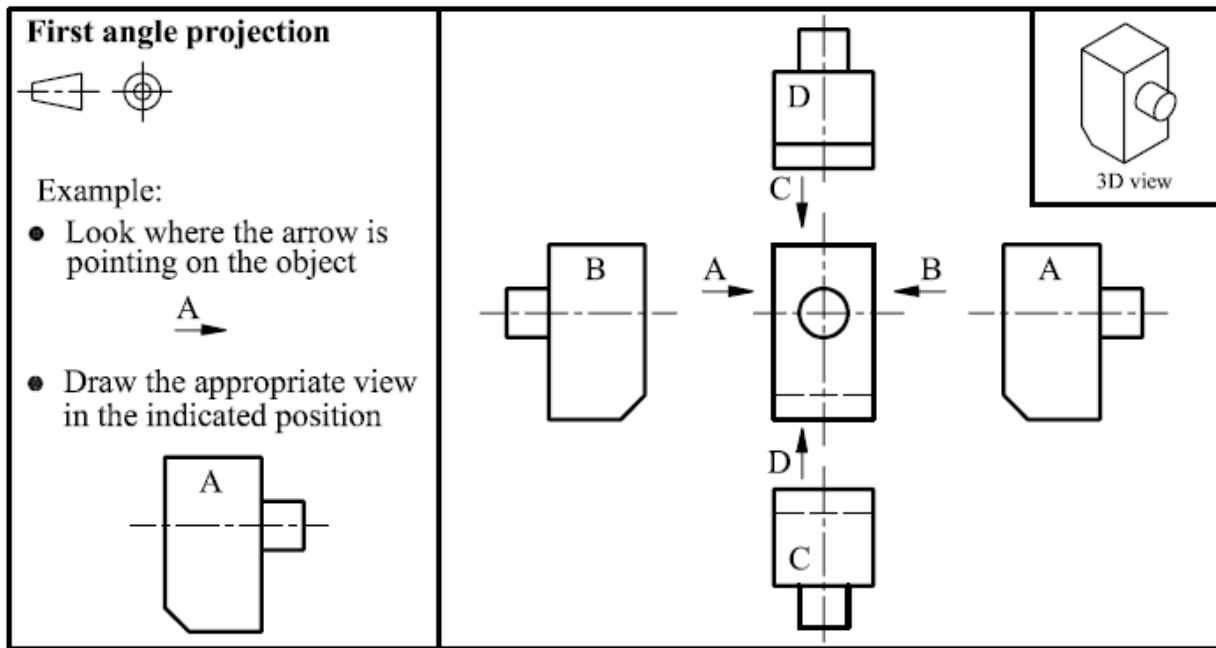 First angle projection
Example:
● Look where the arrow is
pointing on the object
A
● Draw the appropriate view
in the indicated position
A
D
C
3D view
B
A
B
A
D
C